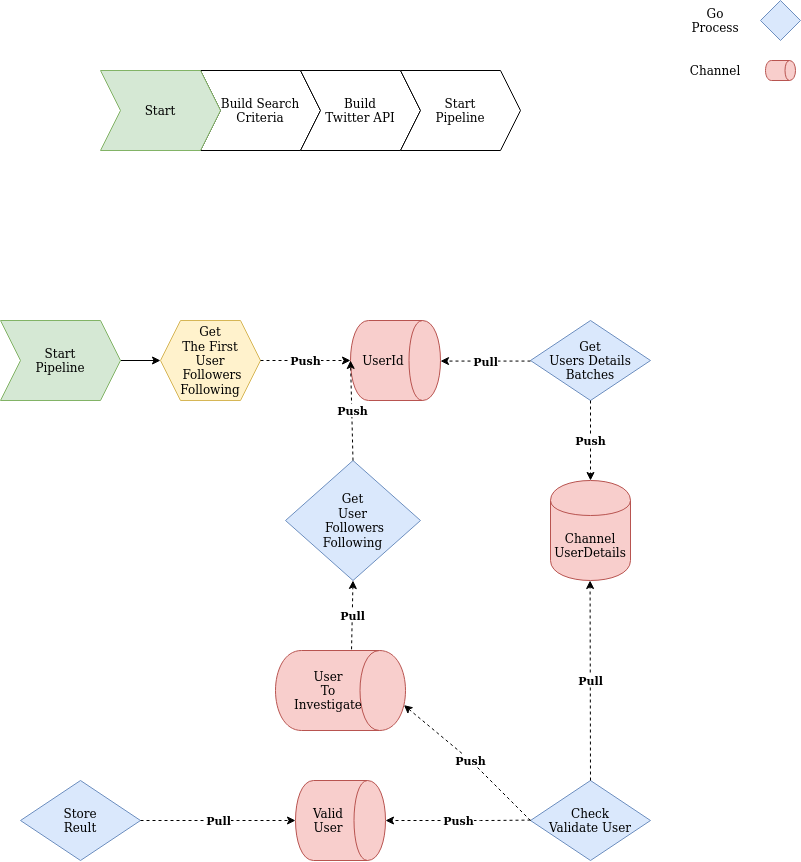 Go
Process
Channel
Start
Build Search
Criteria
Build
Twitter API
Start
Pipeline
Start
Pipeline
Get
The First
User
Followers
Following
Push
UserId
Pull
Get
Users Details
Batches
Push
Push
Get
User
Followers
Following
Channel
UserDetails
Pull
User
To
Investigate
Pull
Push
Store
Reult
Pull
Valid
User
Push
Check
Validate User